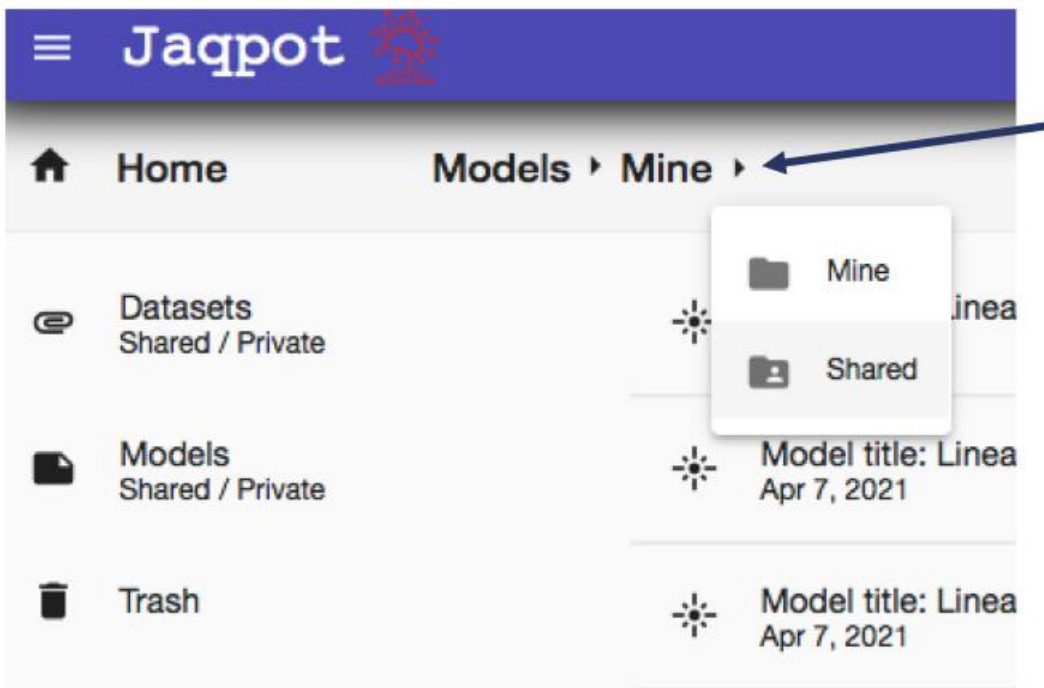 Jaqpot
Home
Models Mine
Mine
Shared
Datasets
Shared / Private
Models
Shared / Private
Trash
Model title: Linea
Apr 7, 2021
Model title: Linea
Apr 7, 2021